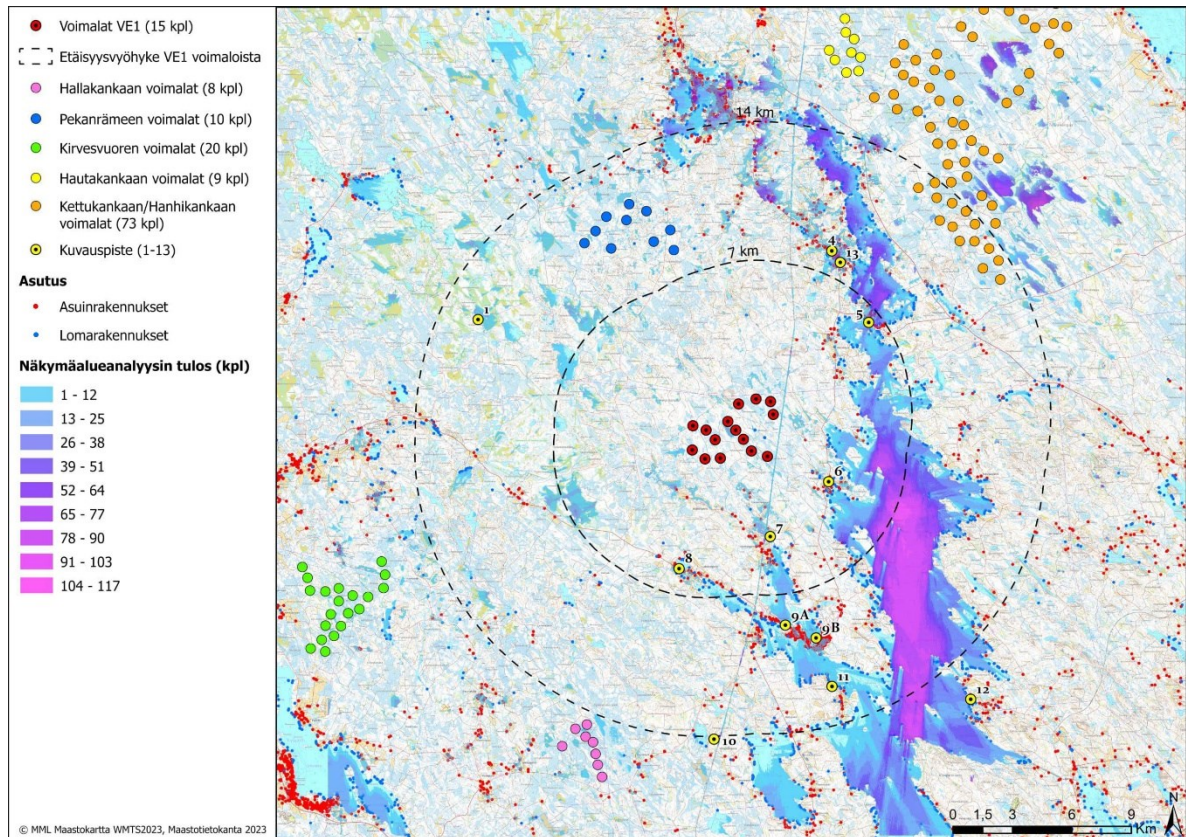 Voimalat VE1 (15 kpl)
Etäisyysvyöhyke VE1 voimaloista
Hallakankaan voimalat (8 kpl)
Pekanrämeen voimalat (10 kpl)
Kirvesvuoren voimalat (20 kpl)
Hautakankaan voimalat (9 kpl)
Kettukankaan/Hanhikankaan
voimalat (73 kpl)
Kuvauspiste (1-13)
Asutus
Asuinrakennukset
Lomarakennukset
Näkymäalueanalyysin tulos (kpl)
1 - 12
13 - 25
26 - 38
39 - 51
52 - 64
65 - 77
78 - 90
91 - 103
104 - 117
© MML Maastokartta WMTS2023, Maastotietokanta 2023
14 km
7 km
4
13
1
5
6
7
8
9A
9B
11
12
10
N
0 1,5 3 6 9
Km